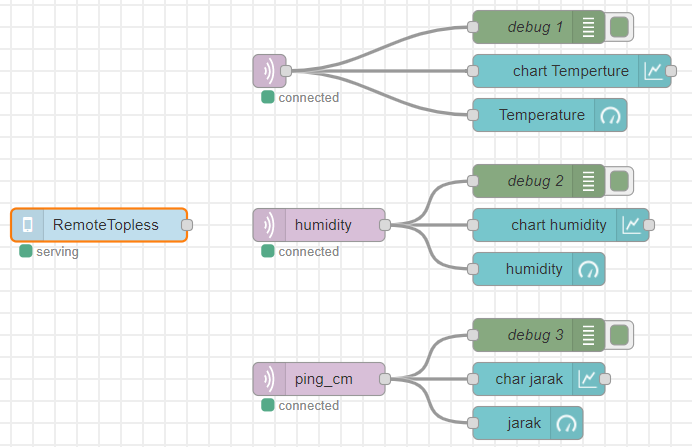 debug 1
chart Temperture
connected
Temperature
debug 2
RemoteTopless
humidity
chart humidity
serving
connected
humidity
debug 3
ping_cm
char jarak
connected
jarak